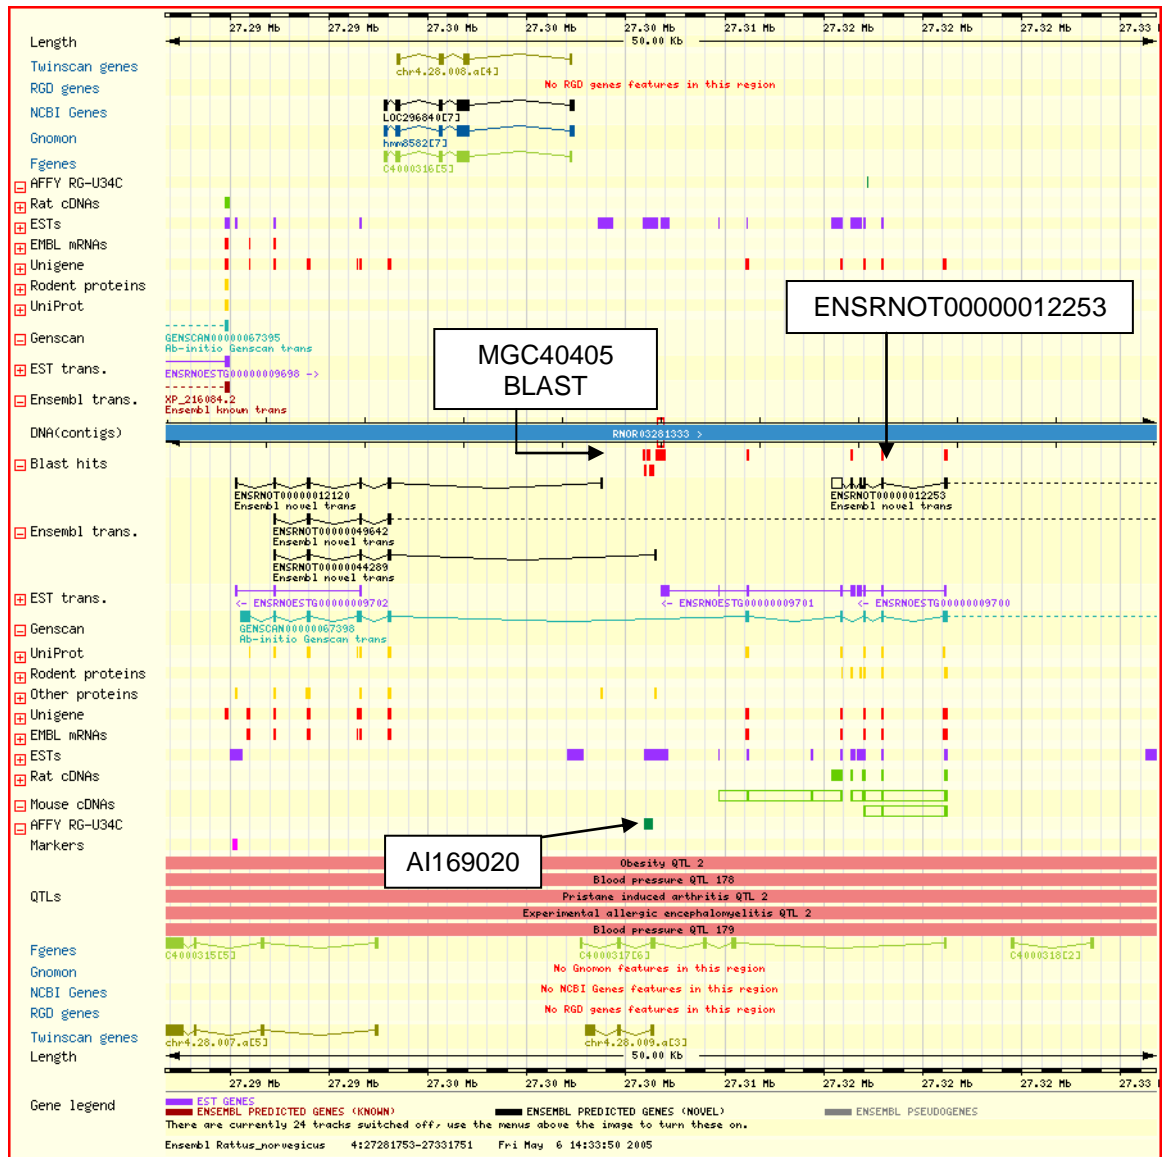 27.29 Mb 27.29 Mb 27.30 Mb 27.30 Mb 27.30 Mb 27.31 Mb 27.32 Mb 27.32 Mb 27.32 Mb 27.33
Length 50.00 Kb
Twinscan genes
chr4.28.008.a[4]
RGD genes No RGD genes features in this region
NCBI Genes
LOC296840[7]
Gnomon
hmm8582[7]
Fgenes
C4000316[5]
AFFY RG-U34C
Rat cDNAs
ESTs
EMBL mRNAs
Unigene
Rodent proteins
UniProt
ENSRNOT00000012253
Genscan
GENSCAN00000067395
Ab-initio Genscan trans
MGC40405
BLAST
EST trans.
ENSRNOESTG00000009698 ->
Ensembl trans.
XP_216084.2
Ensembl known trans
DNA(contigs) RNOR03281333 >
Blast hits
ENSRNOT00000012120 ENSRNOT00000012253
Ensembl novel trans Ensembl novel trans
Ensembl trans.
ENSRNOT00000049642
Ensembl novel trans
ENSRNOT00000044289
Ensembl novel trans
EST trans.
<- ENSRNOESTG00000009702 <- ENSRNOESTG00000009701 <- ENSRNOESTG00000009700
Genscan
GENSCAN00000067398
Ab-initio Genscan trans
UniProt
Rodent proteins
Other proteins
Unigene
EMBL mRNAs
ESTs
Rat cDNAs
Mouse cDNAs
AFFY RG-U34C
Markers
AI169020
Obesity QTL 2
Blood pressure QTL 178
QTLs Pristane induced arthritis QTL 2
Experimental allergic encephalomyelitis QTL 2
Blood pressure QTL 179
Fgenes
C4000315[5] C4000317[6] C4000318[2]
Gnomon No Gnomon features in this region
NCBI Genes No NCBI Genes features in this region
RGD genes No RGD genes features in this region
Twinscan genes
chr4.28.007.a[5] chr4.28.009.a[3]
Length 50.00 Kb
27.29 Mb 27.29 Mb 27.30 Mb 27.30 Mb 27.30 Mb 27.31 Mb 27.32 Mb 27.32 Mb 27.32 Mb 27.33
Gene legend EST GENES
ENSEMBL PREDICTED GENES (KNOWN) ENSEMBL PREDICTED GENES (NOVEL) ENSEMBL PSEUDOGENES
There are currently 24 tracks switched off, use the menus above the image to turn these on.
Ensembl Rattus_norvegicus 4:27281753-27331751 Fri May 6 14:33:50 2005